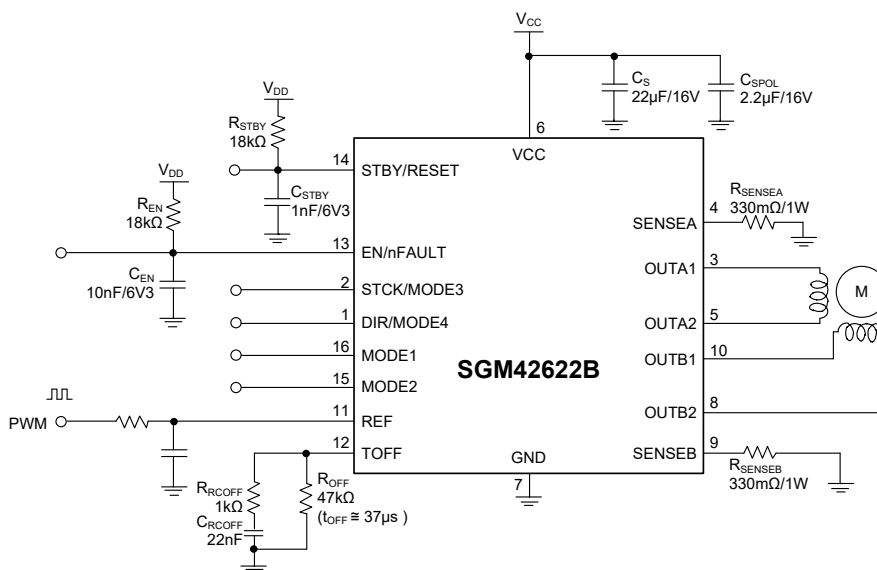 VCC
CS
22µF/16V
CSPOL
2.2µF/16V
VDD
RSTBY
18kΩ
6
VCC
14
STBY/RESET
VDD
CSTBY
1nF/6V3
REN
18kΩ
RSENSEA
330mΩ/1W
4
SENSEA
13
EN/nFAULT
3
OUTA1
CEN
10nF/6V3
2
STCK/MODE3
M
1
DIR/MODE4
5
OUTA2
16
MODE1
10
OUTB1
SGM42622B
15
MODE2
8
OUTB2
PWM
11
REF
12
TOFF
9
SENSEB
GND
7
RSENSEB
330mΩ/1W
RRCOFF
1kΩ
ROFF
47kΩ
(tOFF ≅ 37µs )
CRCOFF
22nF